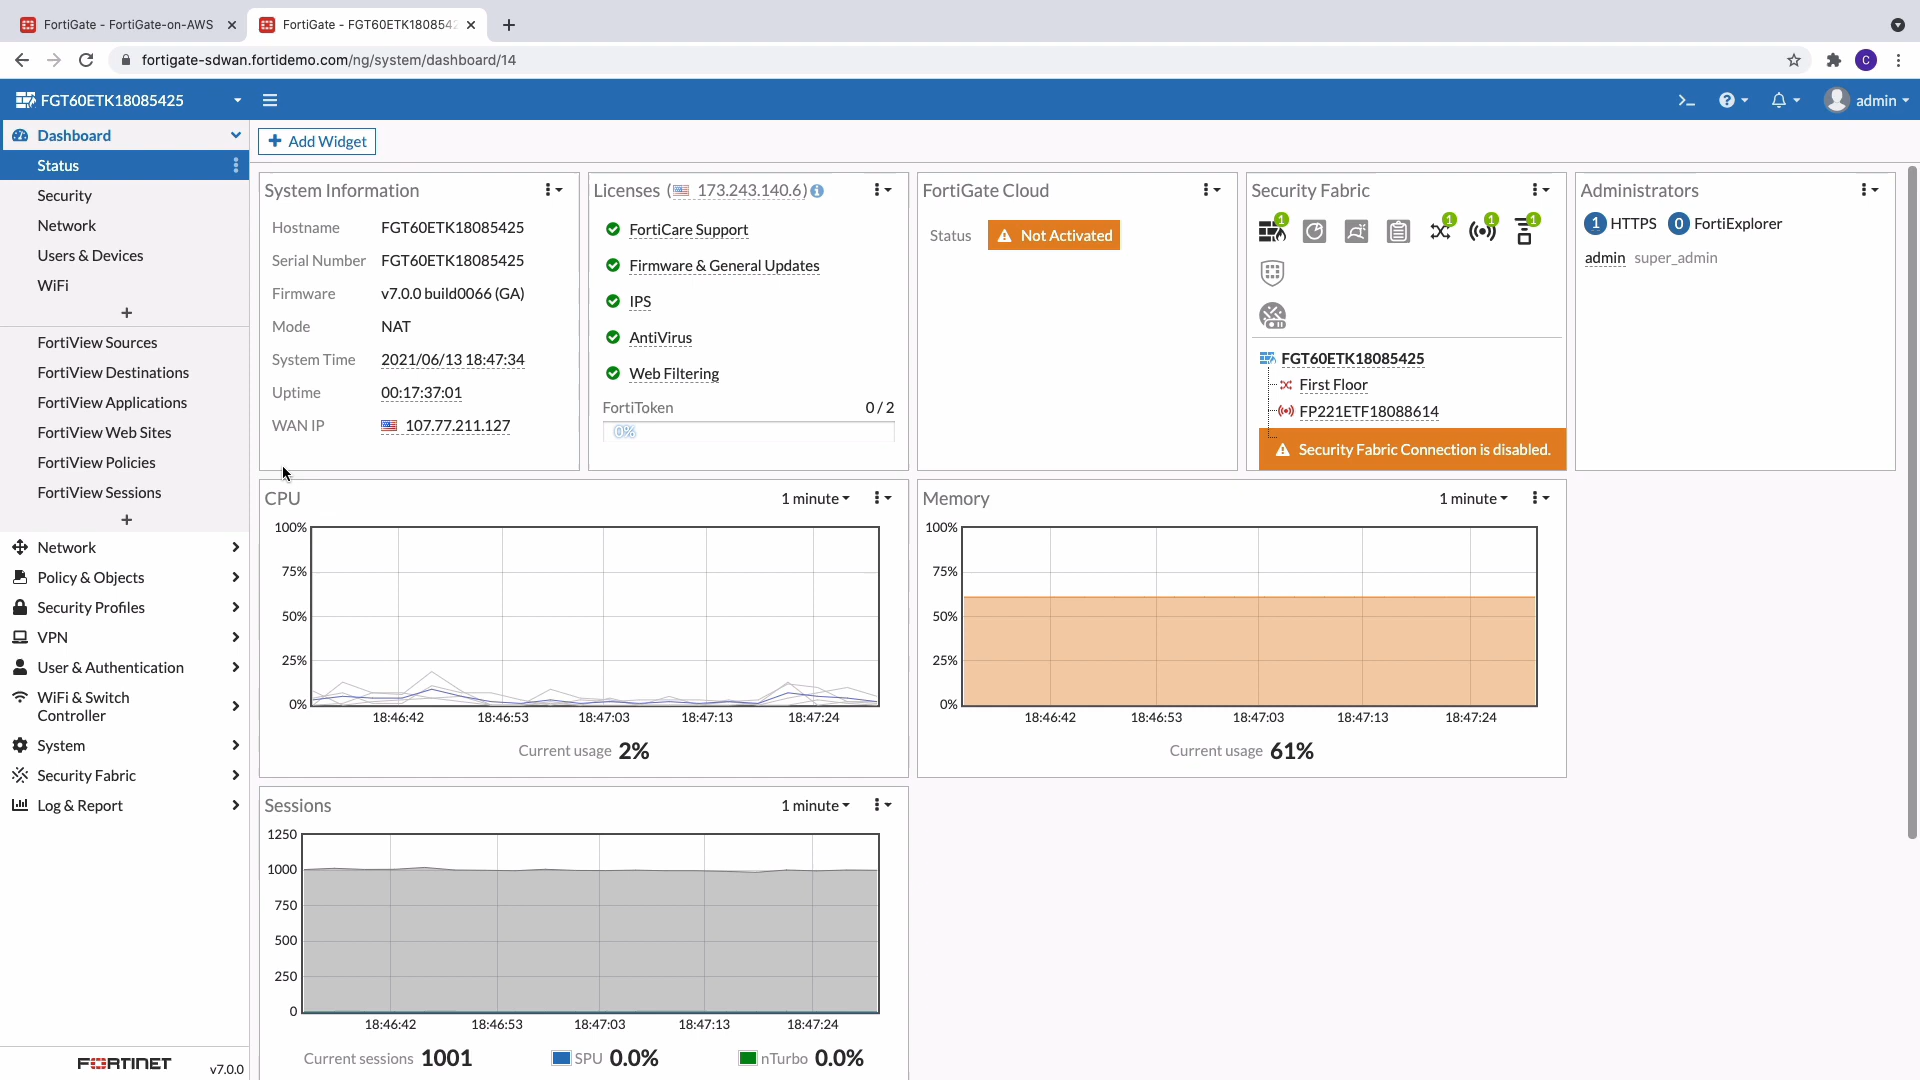 FortiGate - FortiGate-on-AWS
FortiGate - FGT60ETK1808542
fortigate-sdwan.fortidemo.com/ng/system/dashboard/14
C
FGT60ETK18085425
admin
Dashboard
Status
Security
Network
Users & Devices
WiFi
FortiView Sources
FortiView Destinations
FortiView Applications
FortiView Web Sites
FortiView Policies
FortiView Sessions
Network
Policy & Objects
Security Profiles
VPN
User & Authentication
WiFi & Switch
Controller
System
Security Fabric
Log & Report
FORTINET v7.0.0
Add Widget
System Information
Hostname FGT60ETK18085425
Serial Number FGT60ETK18085425
Firmware v7.0.0 build0066 (GA)
Mode NAT
System Time 2021/06/13 18:47:34
Uptime 00:17:37:01
WAN IP 107.77.211.127
Licenses ( 173.243.140.6)
FortiCare Support
Firmware & General Updates
IPS
AntiVirus
Web Filtering
FortiToken 0 / 2
0%
FortiGate Cloud
Status Not Activated
Security Fabric
1 1 1 1
FGT60ETK18085425
First Floor
FP221ETF18088614
Security Fabric Connection is disabled.
Administrators
1 HTTPS 0 FortiExplorer
admin super_admin
CPU 1 minute
100%
75%
50%
25%
0%
18:46:42 18:46:53 18:47:03 18:47:13 18:47:24
Current usage 2%
Memory 1 minute
100%
75%
50%
25%
0%
18:46:42 18:46:53 18:47:03 18:47:13 18:47:24
Current usage 61%
Sessions 1 minute
1250
1000
750
500
250
0
18:46:42 18:46:53 18:47:03 18:47:13 18:47:24
Current sessions 1001 SPU 0.0% nTurbo 0.0%